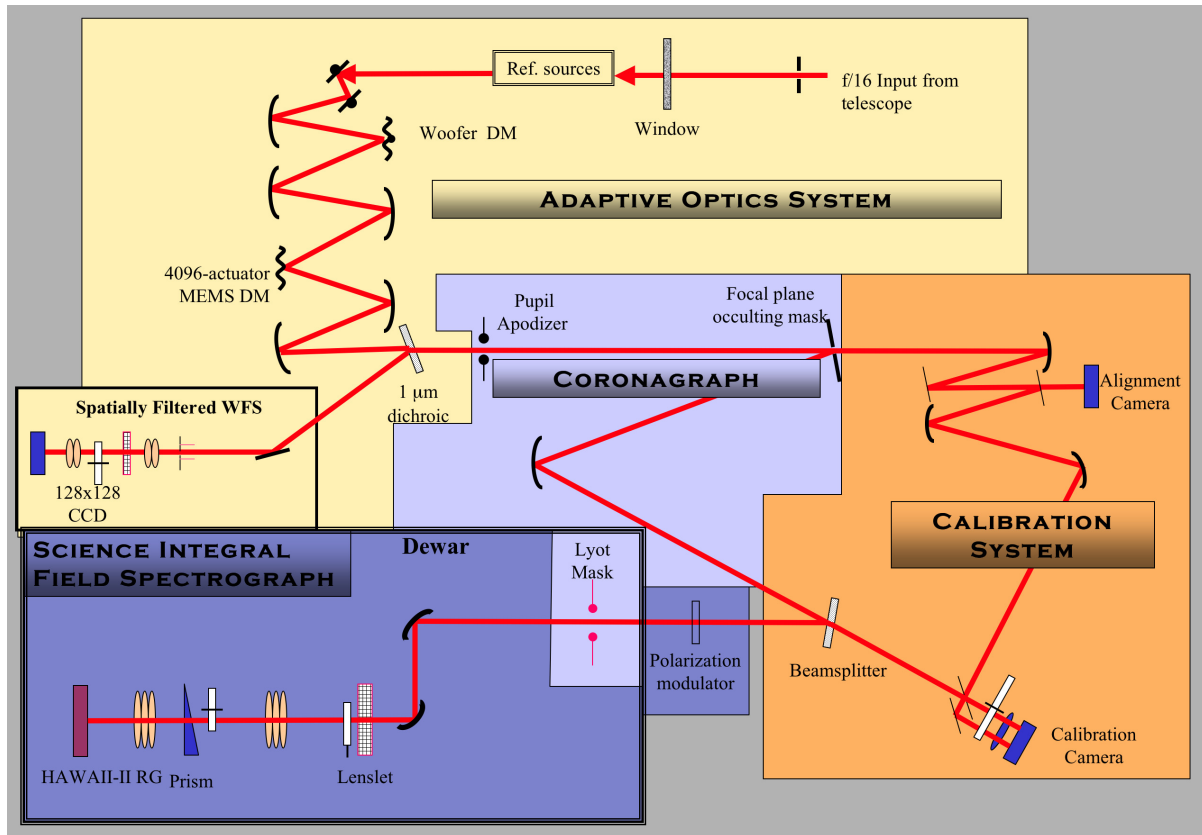 Ref. sources
f/16 Input from
telescope
Window
Woofer DM
ADAPTIVE OPTICS SYSTEM
4096-actuator
MEMS DM
Pupil
Apodizer
Focal plane
occulting mask
CORONAGRAPH
1 μm
dichroic
Alignment
Camera
Spatially Filtered WFS
128x128
CCD
CALIBRATION
SYSTEM
SCIENCE INTEGRAL
FIELD SPECTROGRAPH
Dewar
Lyot
Mask
Polarization
modulator
Beamsplitter
Calibration
Camera
HAWAII-II RG
Prism
Lenslet